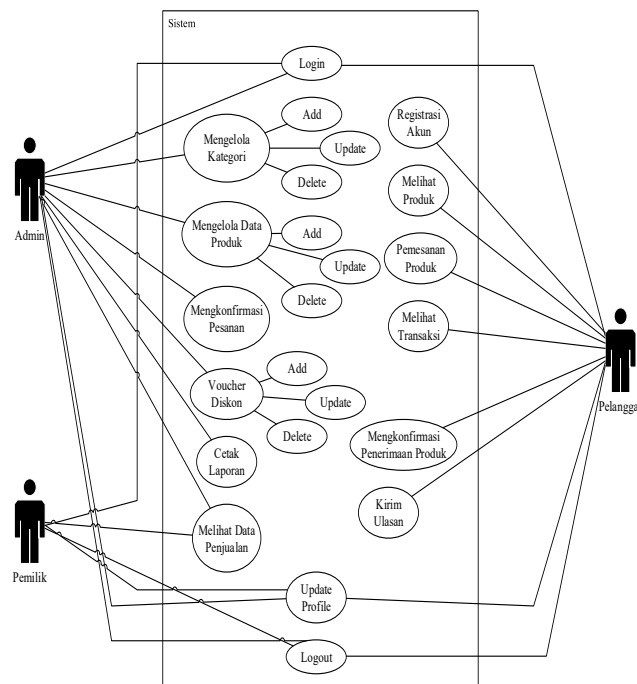 Sistem
Login
Add
Mengelola
Kategori
Update
Delete
Registrasi
Akun
Admin
Melihat
Produk
Mengelola Data
Produk
Add
Update
Delete
Pemesanan
Produk
Mengkonfirmasi
Pesanan
Melihat
Transaksi
Voucher
Diskon
Add
Update
Delete
Pelangga
Cetak
Laporan
Mengkonfirmasi
Penerimaan Produk
Kirim
Ulasan
Melihat Data
Penjualan
Pemilik
Update
Profile
Logout